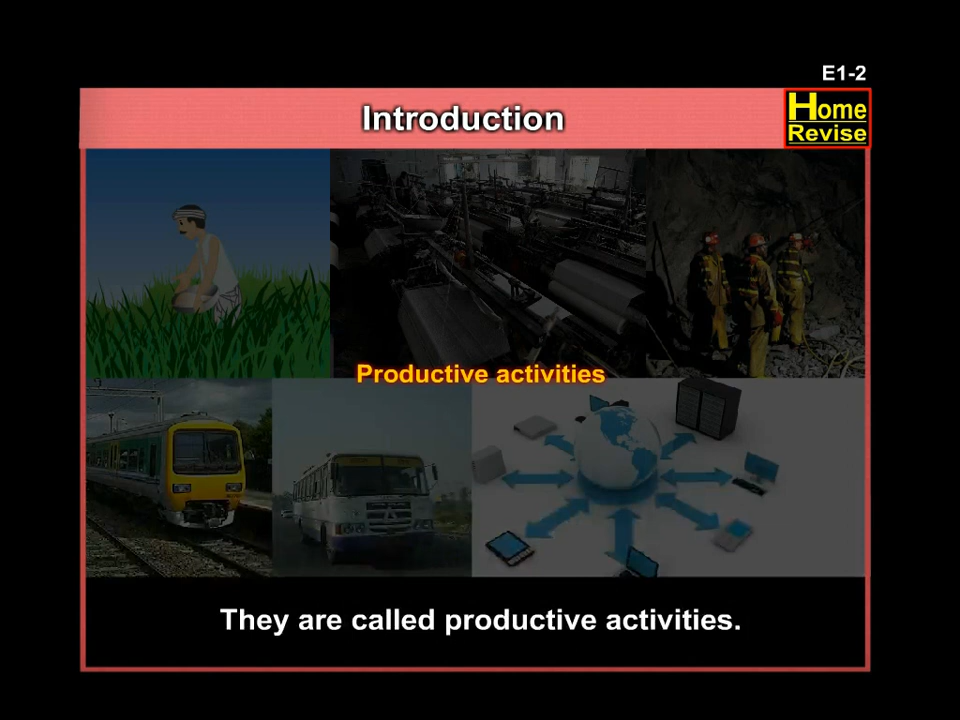 E1-2
Introduction
Home
Revise
Productive activities
They are called productive activities.